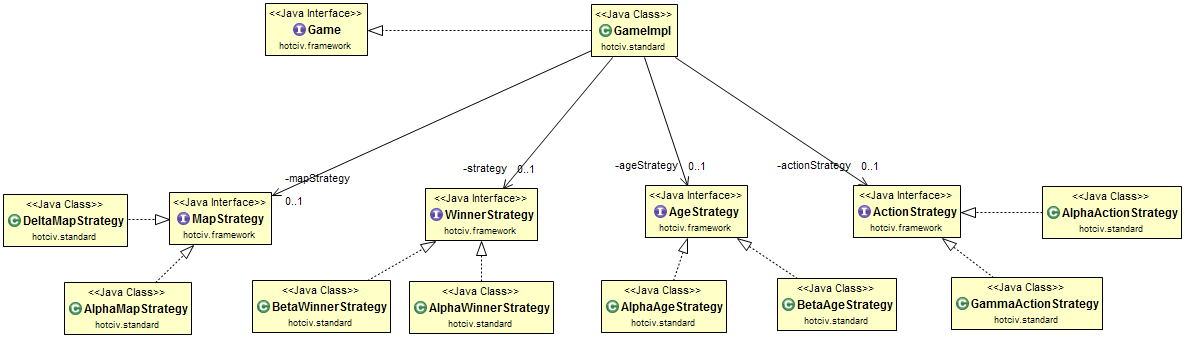 <<Java Interface>>
I Game
hotciv.framework
<<Java Class>>
C GameImpl
hotciv.standard
-mapStrategy
0..1
-strategy
0..1
-ageStrategy
0..1
-actionStrategy
0..1
<<Java Class>>
C DeltaMapStrategy
hotciv.standard
<<Java Interface>>
I MapStrategy
hotciv.framework
<<Java Interface>>
I WinnerStrategy
hotciv.framework
<<Java Interface>>
I AgeStrategy
hotciv.framework
<<Java Interface>>
I ActionStrategy
hotciv.framework
<<Java Class>>
C AlphaActionStrategy
hotciv.standard
<<Java Class>>
C AlphaMapStrategy
hotciv.standard
<<Java Class>>
C BetaWinnerStrategy
hotciv.standard
<<Java Class>>
C AlphaWinnerStrategy
hotciv.standard
<<Java Class>>
C AlphaAgeStrategy
hotciv.standard
<<Java Class>>
C BetaAgeStrategy
hotciv.standard
<<Java Class>>
C GammaActionStrategy
hotciv.standard